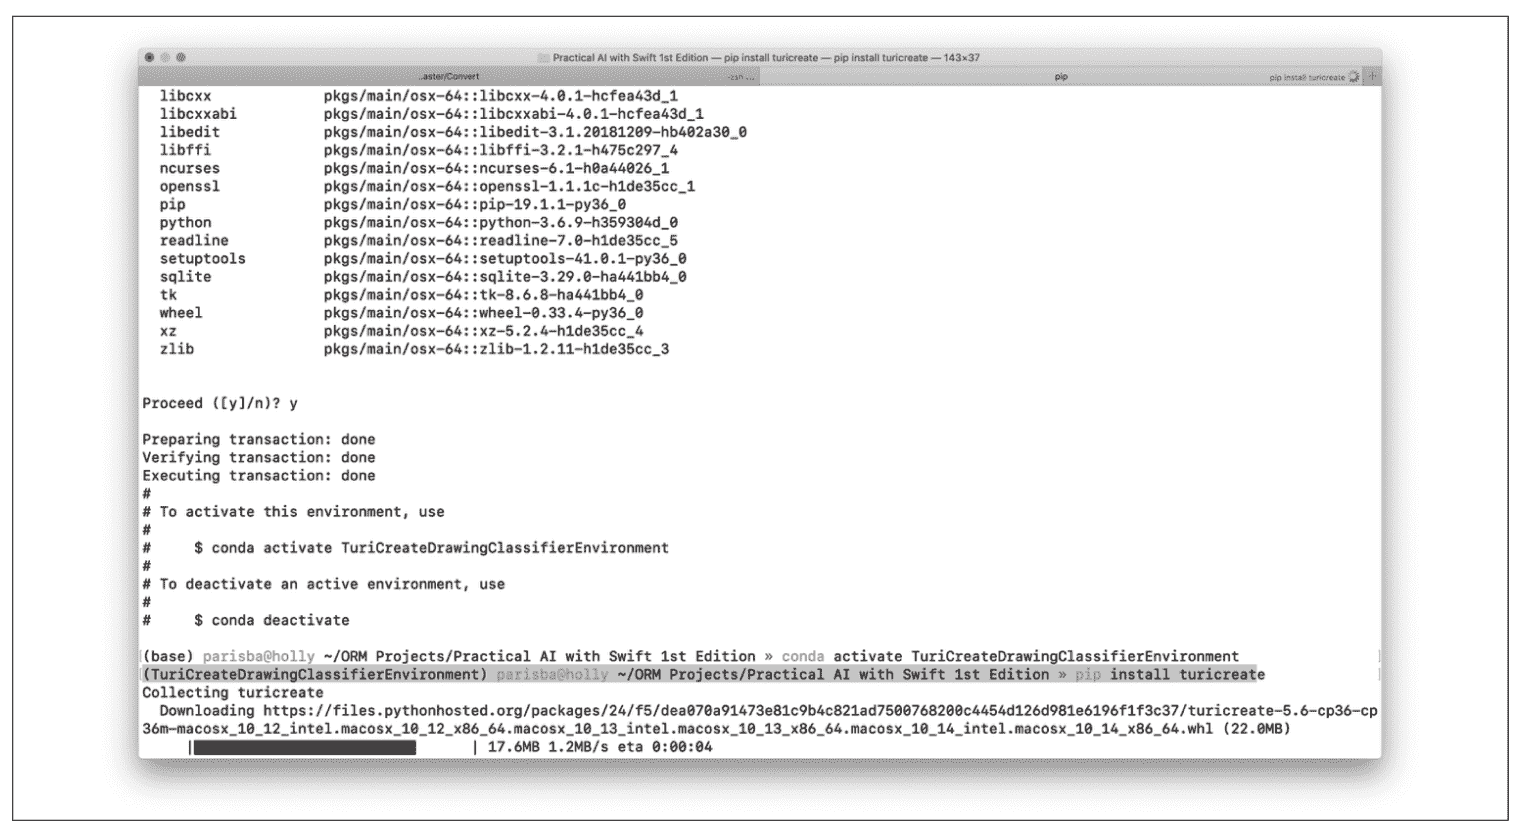 Practical AI with Swift 1st Edition — pip install turicreate — pip install turicreate — 143×37
..aster/Convert -zsh ... pip pip install turicreate +
libcxx pkgs/main/osx-64::libcxx-4.0.1-hcfea43d_1
libcxxabi pkgs/main/osx-64::libcxxabi-4.0.1-hcfea43d_1
libedit pkgs/main/osx-64::libedit-3.1.20181209-hb402a30_0
libffi pkgs/main/osx-64::libffi-3.2.1-h475c297_4
ncurses pkgs/main/osx-64::ncurses-6.1-h0a44026_1
openssl pkgs/main/osx-64::openssl-1.1.1c-h1de35cc_1
pip pkgs/main/osx-64::pip-19.1.1-py36_0
python pkgs/main/osx-64::python-3.6.9-h359304d_0
readline pkgs/main/osx-64::readline-7.0-h1de35cc_5
setuptools pkgs/main/osx-64::setuptools-41.0.1-py36_0
sqlite pkgs/main/osx-64::sqlite-3.29.0-ha441bb4_0
tk pkgs/main/osx-64::tk-8.6.8-ha441bb4_0
wheel pkgs/main/osx-64::wheel-0.33.4-py36_0
xz pkgs/main/osx-64::xz-5.2.4-h1de35cc_4
zlib pkgs/main/osx-64::zlib-1.2.11-h1de35cc_3
Proceed ([y]/n)? y
Preparing transaction: done
Verifying transaction: done
Executing transaction: done
#
# To activate this environment, use
#
# $ conda activate TuriCreateDrawingClassifierEnvironment
#
# To deactivate an active environment, use
#
# $ conda deactivate
(base) parisba@holly ~/ORM Projects/Practical AI with Swift 1st Edition » conda activate TuriCreateDrawingClassifierEnvironment
(TuriCreateDrawingClassifierEnvironment) parisba@holly ~/ORM Projects/Practical AI with Swift 1st Edition » pip install turicreate
Collecting turicreate
Downloading https://files.pythonhosted.org/packages/24/f5/dea070a91473e81c9b4c821ad7500768200c4454d126d981e6196f1f3c37/turicreate-5.6-cp36-cp
36m-macosx_10_12_intel.macosx_10_12_x86_64.macosx_10_13_intel.macosx_10_13_x86_64.macosx_10_14_intel.macosx_10_14_x86_64.whl (22.0MB)
| | 17.6MB 1.2MB/s eta 0:00:04